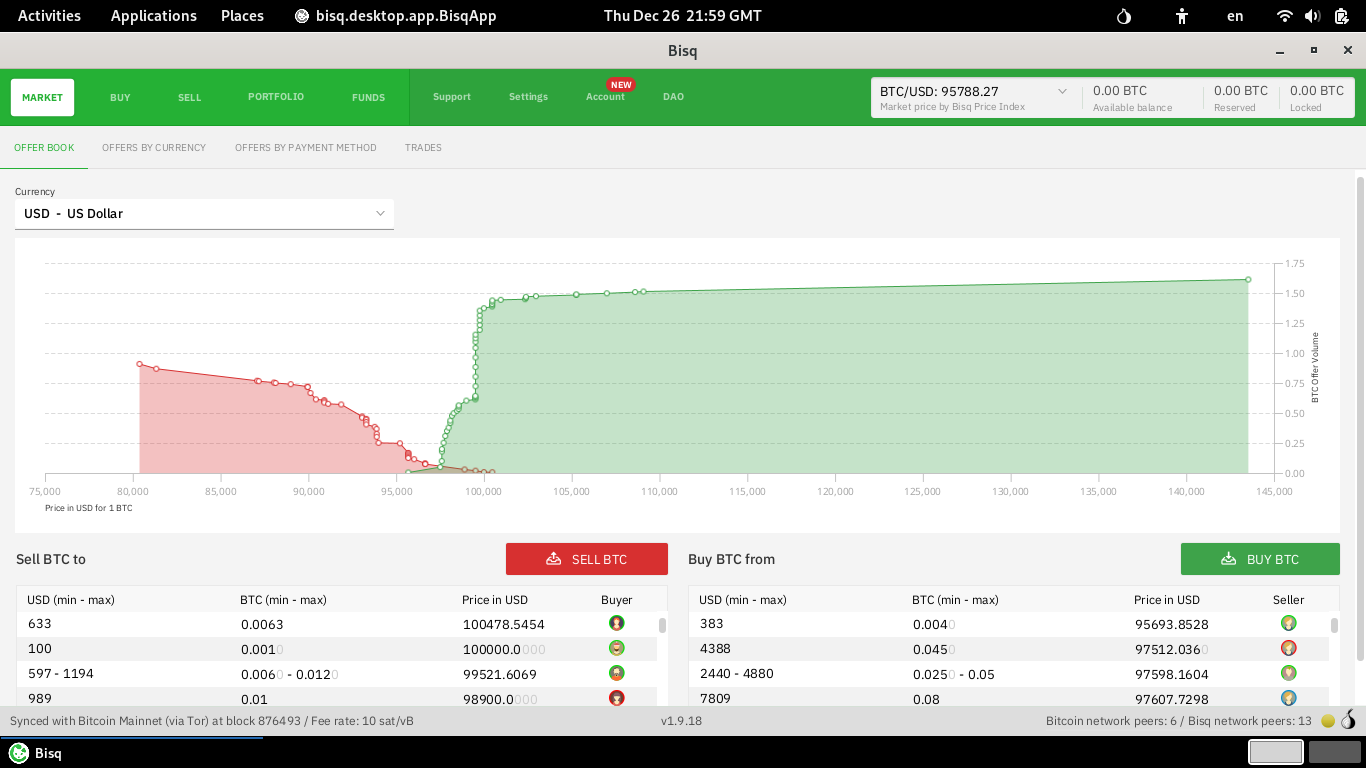 Activities Applications Places bisq.desktop.app.BisqApp Thu Dec 26 21:59 GMT en
Bisq
MARKET BUY SELL PORTFOLIO FUNDS Support Settings Account NEW DAO
BTC/USD: 95788.27 0.00 BTC 0.00 BTC 0.00 BTC
Market price by Bisq Price Index Available balance Reserved Locked
OFFER BOOK OFFERS BY CURRENCY OFFERS BY PAYMENT METHOD TRADES
Currency
USD - US Dollar
1.75
1.50
1.25
1.00
0.75
0.50
0.25
0.00
BTC Offer Volume
75,000 80,000 85,000 90,000 95,000 100,000 105,000 110,000 115,000 120,000 125,000 130,000 135,000 140,000 145,000
Price in USD for 1 BTC
Sell BTC to SELL BTC
USD (min - max) BTC (min - max) Price in USD Buyer
633 0.0063 100478.5454
100 0.0010 100000.0000
597 - 1194 0.0060 - 0.0120 99521.6069
989 0.01 98900.0000
Buy BTC from BUY BTC
USD (min - max) BTC (min - max) Price in USD Seller
383 0.0040 95693.8528
4388 0.0450 97512.0360
2440 - 4880 0.0250 - 0.05 97598.1604
7809 0.08 97607.7298
Synced with Bitcoin Mainnet (via Tor) at block 876493 / Fee rate: 10 sat/vB v1.9.18 Bitcoin network peers: 6 / Bisq network peers: 13
Bisq